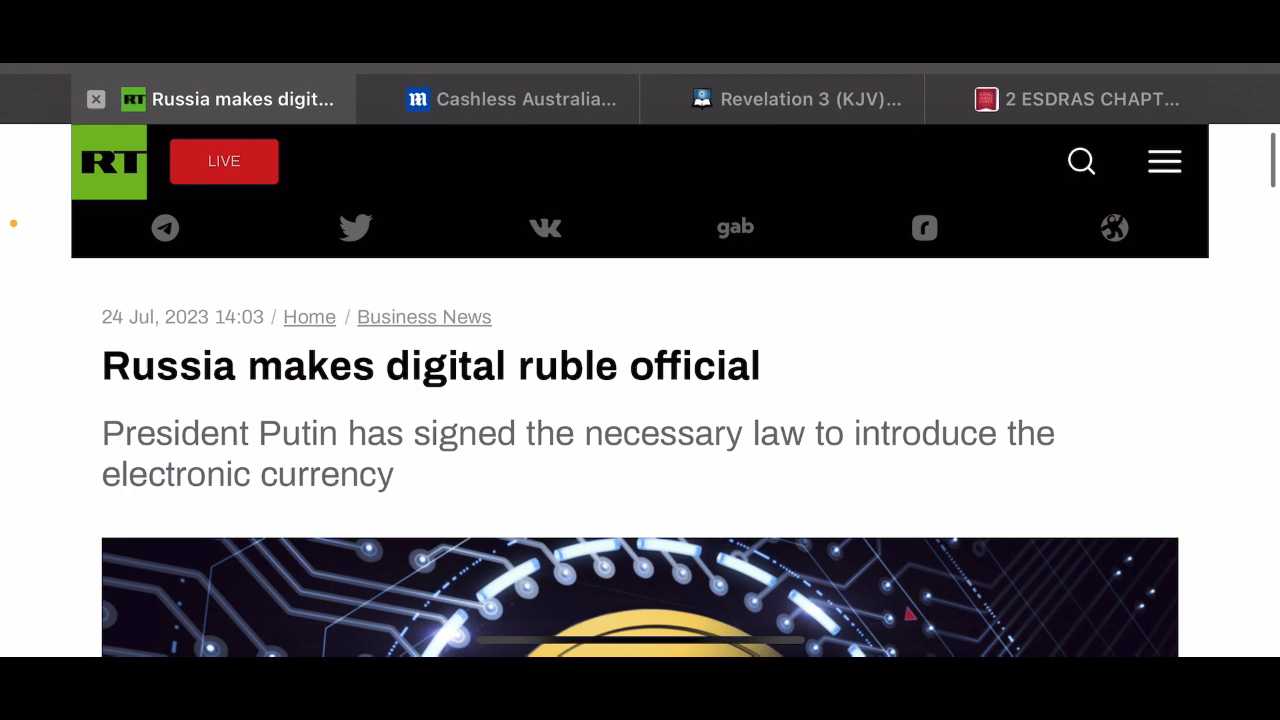 RT Russia makes digit... m Cashless Australia... Revelation 3 (KJV)... 2 ESDRAS CHAPT...
RT LIVE
gab
24 Jul, 2023 14:03 / Home / Business News
Russia makes digital ruble official
President Putin has signed the necessary law to introduce the
electronic currency